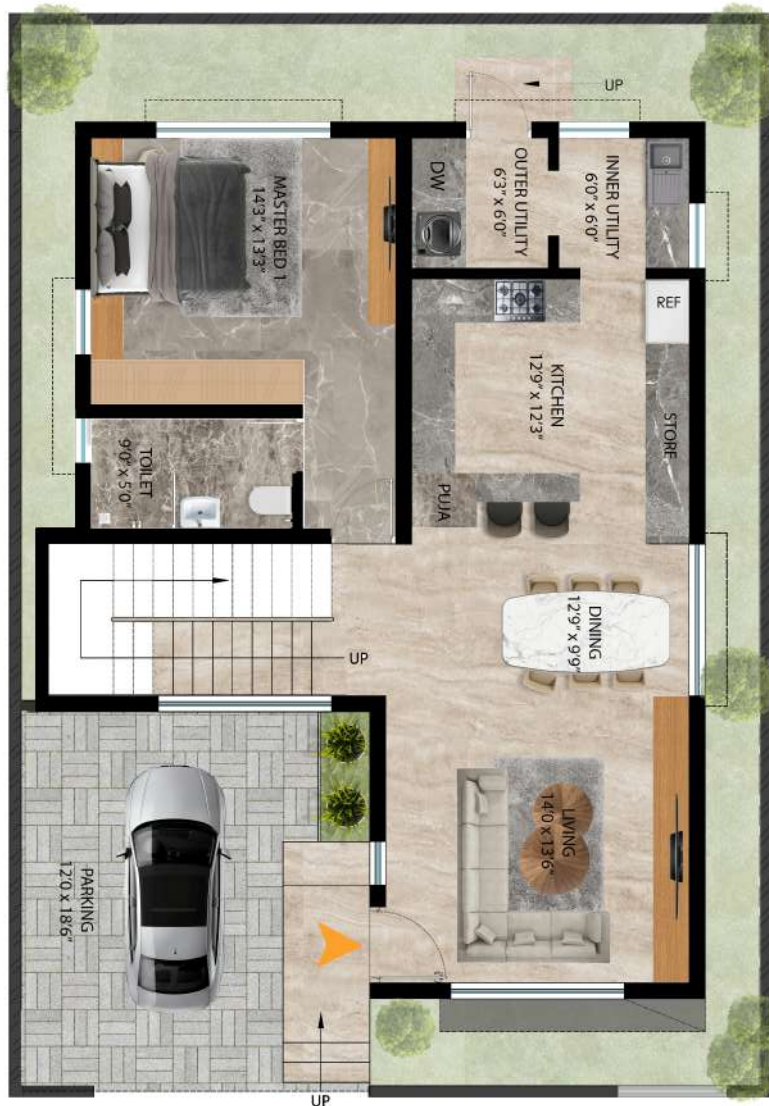 UP
MASTER BED 1
14'3" x 13'3"
DW
OUTER UTILITY
6'3" x 6'0"
INNER UTILITY
6'0" x 6'0"
REF
KITCHEN
12'9" x 12'3"
STORE
TOILET
9'0" x 5'0"
PUJA
DINING
12'9" x 9'9"
UP
LIVING
14'0 x 13'6"
PARKING
12'0 x 18'6"
UP